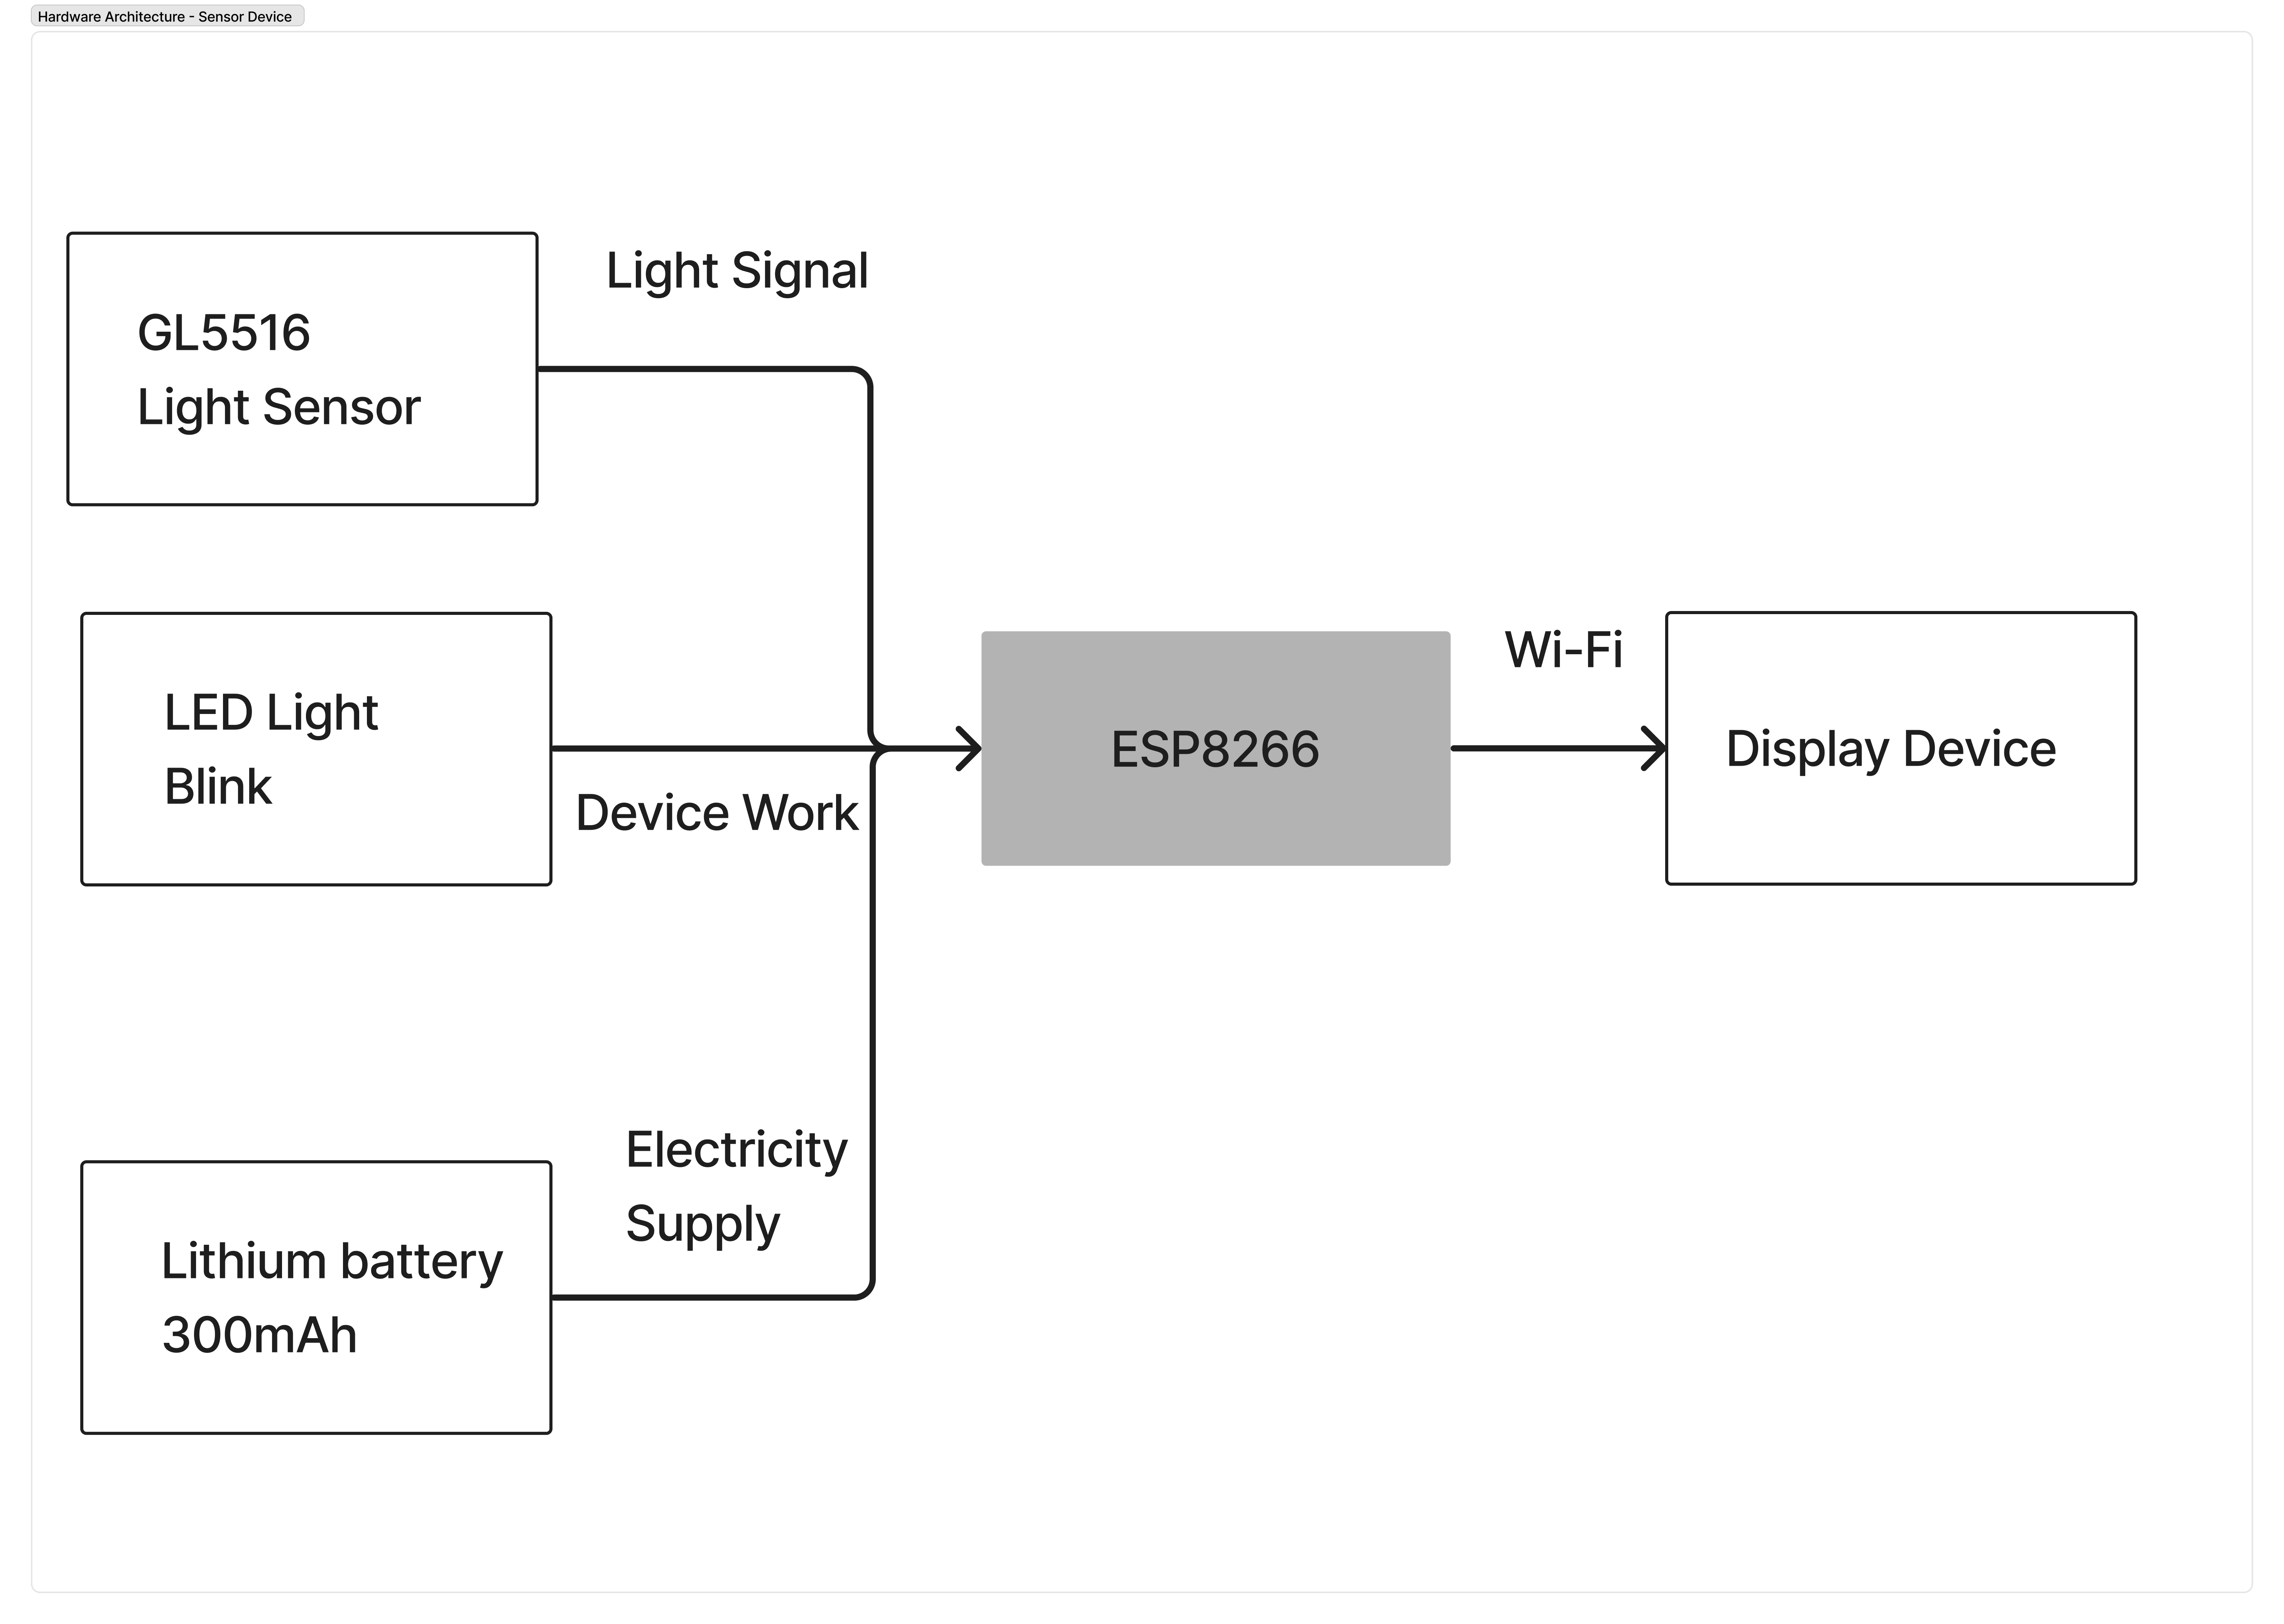 Hardware Architecture - Sensor Device
Light Signal
GL5516
Light Sensor
LED Light
Blink
Device Work
ESP8266
Wi-Fi
Display Device
Electricity
Supply
Lithium battery
300mAh